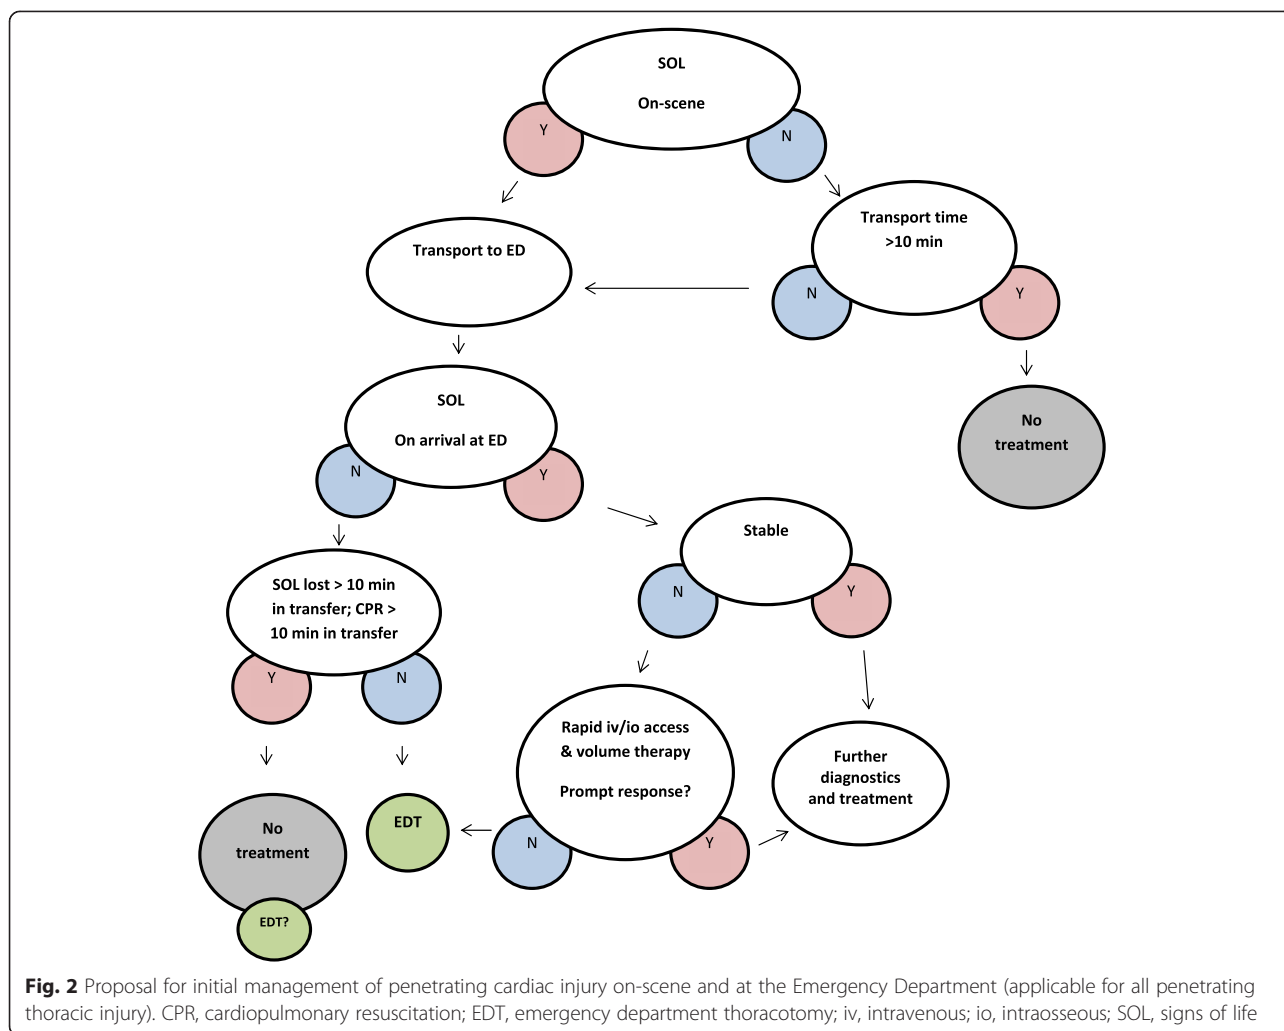 SOL
On-scene
Y
N
Transport time
>10 min
Transport to ED
N
Y
SOL
On arrival at ED
No
treatment
N
Y
Stable
SOL lost > 10 min
in transfer; CPR >
10 min in transfer
N
Y
Y
N
Rapid iv/io access
& volume therapy
Prompt response?
Further
diagnostics
and treatment
No
treatment
EDT
N
Y
EDT?
Fig. 2 Proposal for initial management of penetrating cardiac injury on-scene and at the Emergency Department (applicable for all penetrating
thoracic injury). CPR, cardiopulmonary resuscitation; EDT, emergency department thoracotomy; iv, intravenous; io, intraosseous; SOL, signs of life